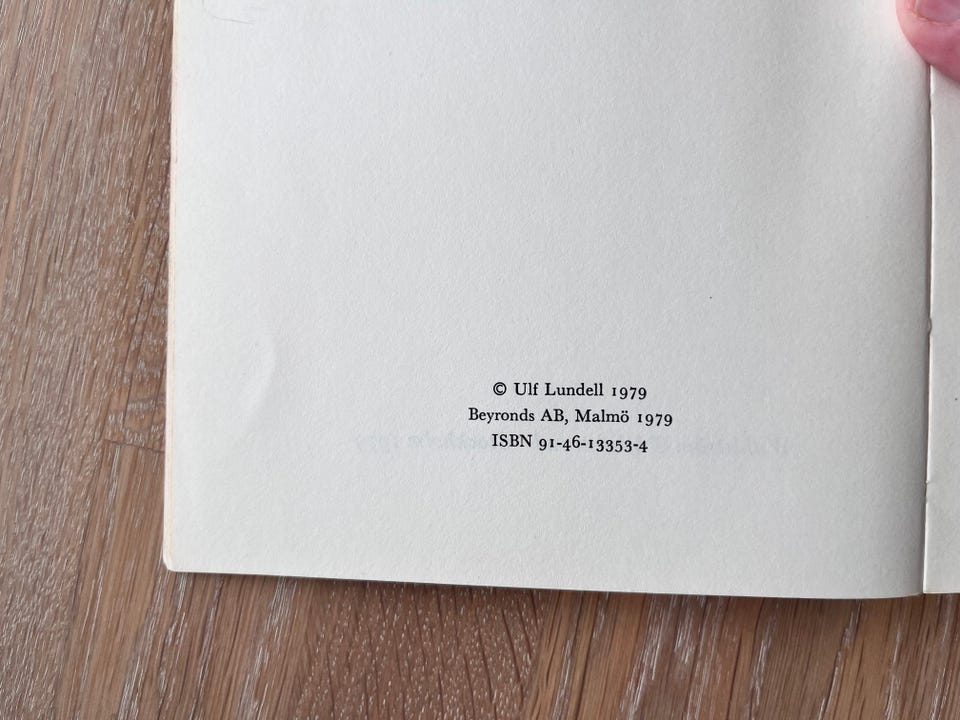 © Ulf Lundell 1979
Beyronds AB, Malmö 1979
ISBN 91-46-13353-4